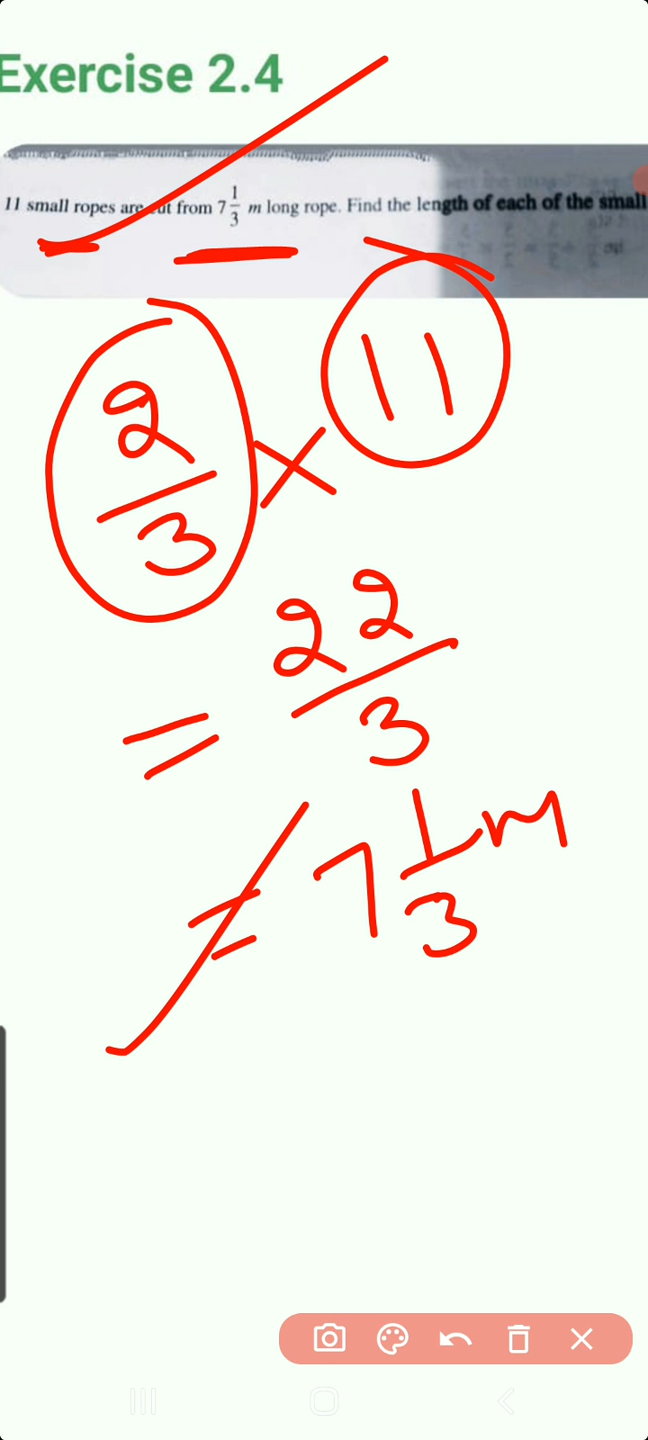 Exercise 2.4
11 small ropes are cut from 7 1/3 m long rope. Find the length of each of the small
2/3 × 11
= 22/3
= 7 1/3 m